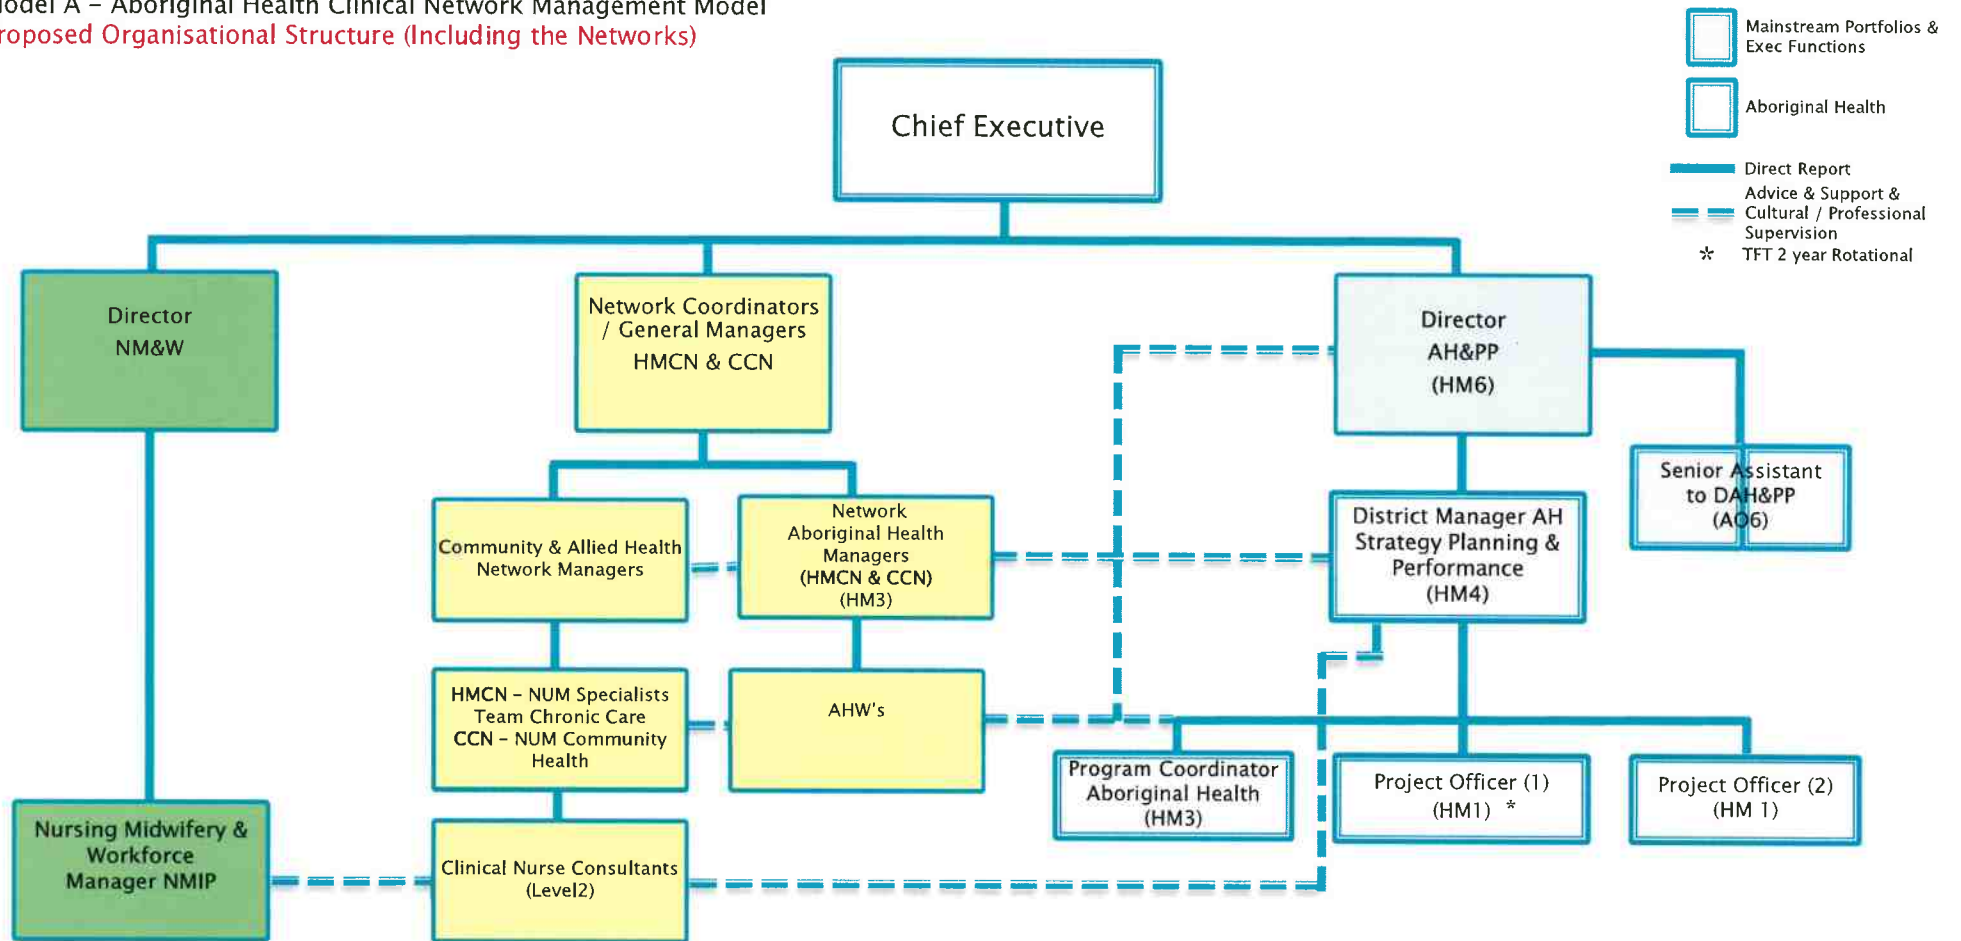 Model A – Aboriginal Health Clinical Network Management Model
Proposed Organisational Structure (Including the Networks)
Mainstream Portfolios &
Exec Functions
Aboriginal Health
Direct Report
Advice & Support &
Cultural / Professional
Supervision
* TFT 2 year Rotational
Chief Executive
Director
NM&W
Network Coordinators
/ General Managers
HMCN & CCN
Director
AH&PP
(HM6)
Senior Assistant
to DAH&PP
(AO6)
Community & Allied Health
Network Managers
Network
Aboriginal Health
Managers
(HMCN & CCN)
(HM3)
District Manager AH
Strategy Planning &
Performance
(HM4)
HMCN – NUM Specialists
Team Chronic Care
CCN – NUM Community
Health
AHW's
Program Coordinator
Aboriginal Health
(HM3)
Project Officer (1)
(HM1) *
Project Officer (2)
(HM 1)
Nursing Midwifery &
Workforce
Manager NMIP
Clinical Nurse Consultants
(Level2)